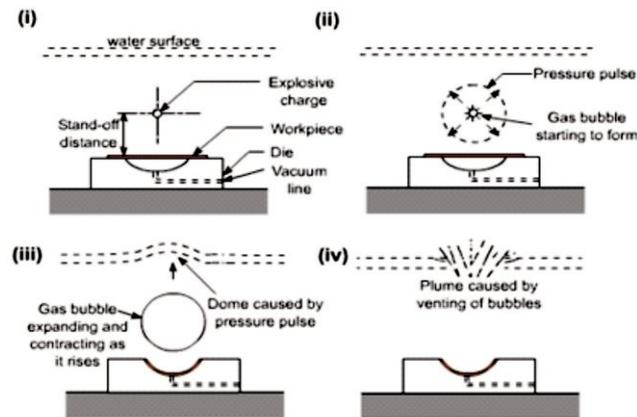 (i)
water surface
Explosive
charge
Stand-off
distance
Workpiece
Die
Vacuum
line
(ii)
Pressure pulse
Gas bubble
starting to form
(iii)
Gas bubble
expanding and
contracting as
it rises
Dome caused by
pressure pulse
(iv)
Plume caused by
venting of bubbles